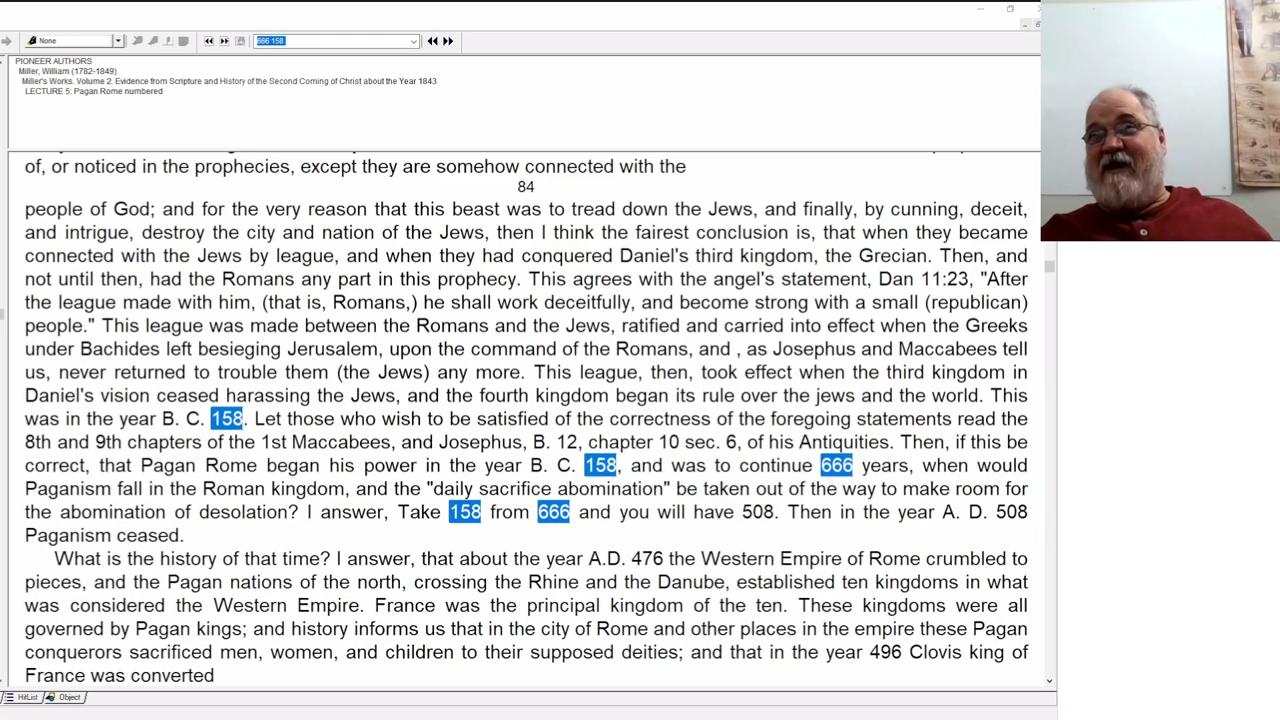 None
666 158
PIONEER AUTHORS
Miller, William (1782-1849)
Miller's Works. Volume 2. Evidence from Scripture and History of the Second Coming of Christ about the Year 1843
LECTURE 5: Pagan Rome numbered
of, or noticed in the prophecies, except they are somehow connected with the
84
people of God; and for the very reason that this beast was to tread down the Jews, and finally, by cunning, deceit,
and intrigue, destroy the city and nation of the Jews, then I think the fairest conclusion is, that when they became
connected with the Jews by league, and when they had conquered Daniel's third kingdom, the Grecian. Then, and
not until then, had the Romans any part in this prophecy. This agrees with the angel's statement, Dan 11:23, "After
the league made with him, (that is, Romans,) he shall work deceitfully, and become strong with a small (republican)
people." This league was made between the Romans and the Jews, ratified and carried into effect when the Greeks
under Bachides left besieging Jerusalem, upon the command of the Romans, and , as Josephus and Maccabees tell
us, never returned to trouble them (the Jews) any more. This league, then, took effect when the third kingdom in
Daniel's vision ceased harassing the Jews, and the fourth kingdom began its rule over the jews and the world. This
was in the year B. C. 158. Let those who wish to be satisfied of the correctness of the foregoing statements read the
8th and 9th chapters of the 1st Maccabees, and Josephus, B. 12, chapter 10 sec. 6, of his Antiquities. Then, if this be
correct, that Pagan Rome began his power in the year B. C. 158, and was to continue 666 years, when would
Paganism fall in the Roman kingdom, and the "daily sacrifice abomination" be taken out of the way to make room for
the abomination of desolation? I answer, Take 158 from 666 and you will have 508. Then in the year A. D. 508
Paganism ceased.
What is the history of that time? I answer, that about the year A.D. 476 the Western Empire of Rome crumbled to
pieces, and the Pagan nations of the north, crossing the Rhine and the Danube, established ten kingdoms in what
was considered the Western Empire. France was the principal kingdom of the ten. These kingdoms were all
governed by Pagan kings; and history informs us that in the city of Rome and other places in the empire these Pagan
conquerors sacrificed men, women, and children to their supposed deities; and that in the year 496 Clovis king of
France was converted
HitList
Object